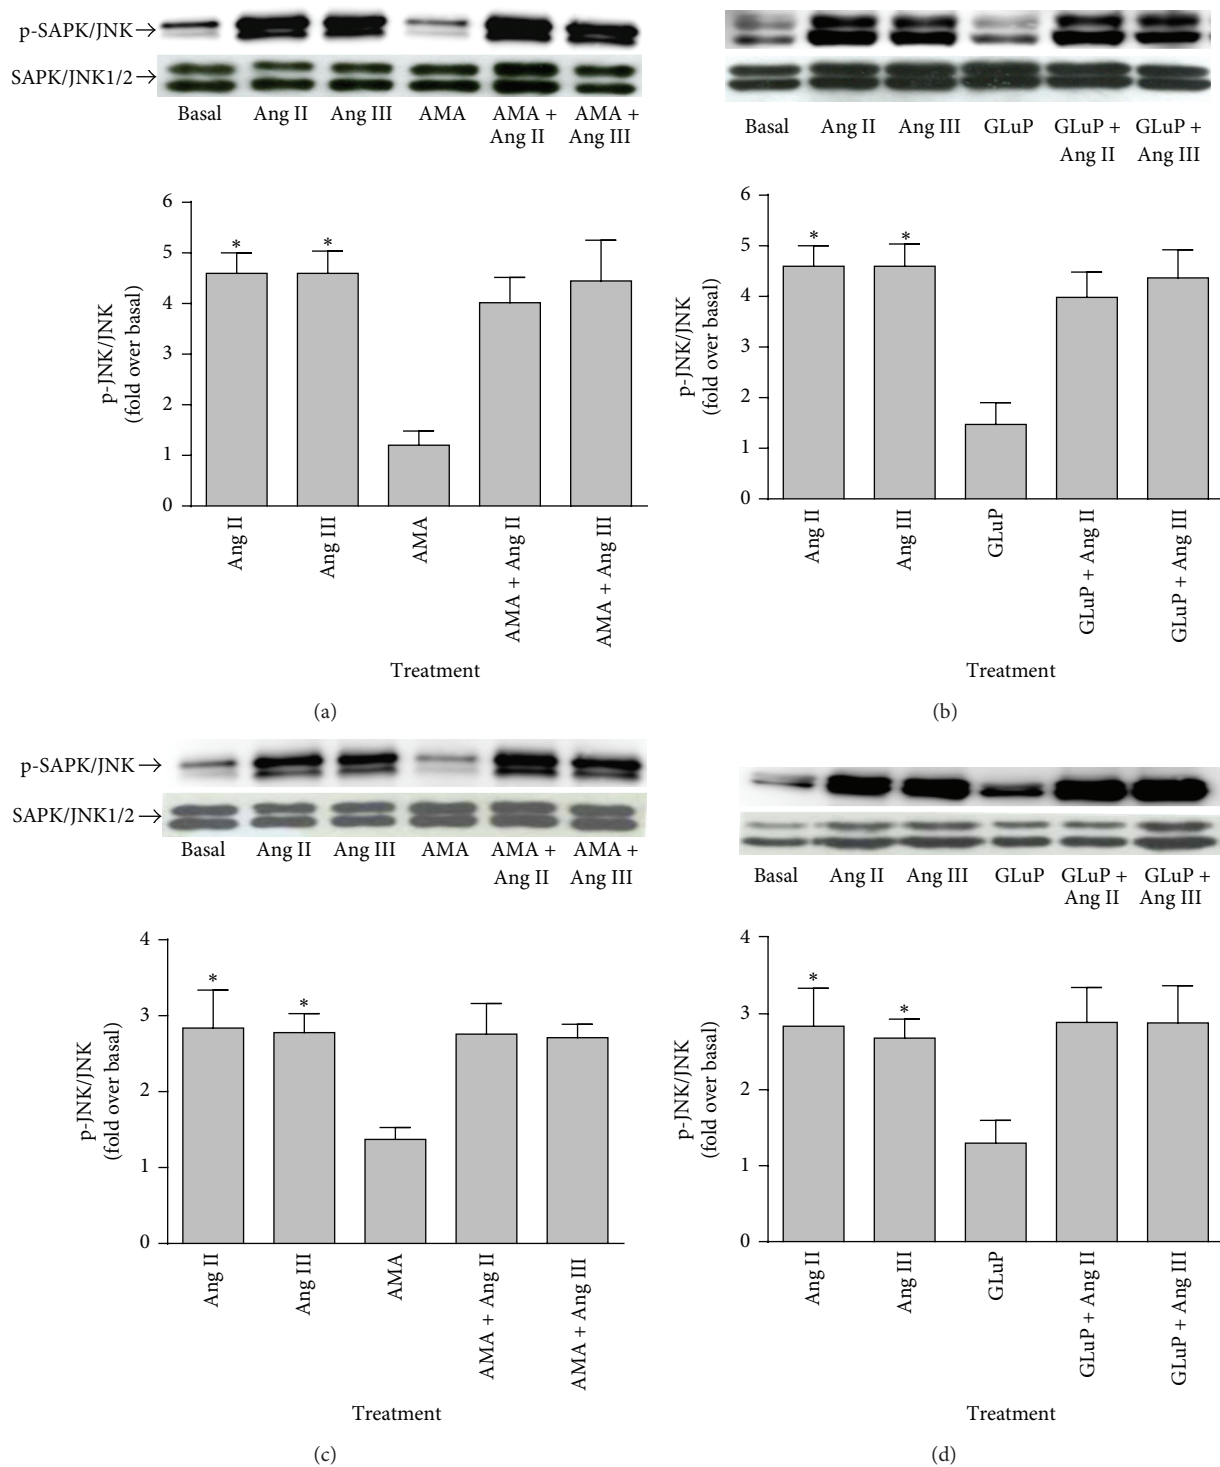 p-SAPK/JNK→
SAPK/JNK1/2→
Basal Ang II Ang III AMA AMA + Ang II AMA + Ang III
6
5
4
3
2
1
0
p-JNK/JNK
(fold over basal)
* *
Ang II
Ang III
AMA
AMA + Ang II
AMA + Ang III
Treatment
(a)
Basal Ang II Ang III GLuP GLuP + Ang II GLuP + Ang III
6
5
4
3
2
1
0
p-JNK/JNK
(fold over basal)
* *
Ang II
Ang III
GLuP
GLuP + Ang II
GLuP + Ang III
Treatment
(b)
p-SAPK/JNK→
SAPK/JNK1/2→
Basal Ang II Ang III AMA AMA + Ang II AMA + Ang III
4
3
2
1
0
p-JNK/JNK
(fold over basal)
* *
Ang II
Ang III
AMA
AMA + Ang II
AMA + Ang III
Treatment
(c)
Basal Ang II Ang III GLuP GLuP + Ang II GLuP + Ang III
4
3
2
1
0
p-JNK/JNK
(fold over basal)
* *
Ang II
Ang III
GLuP
GLuP + Ang II
GLuP + Ang III
Treatment
(d)